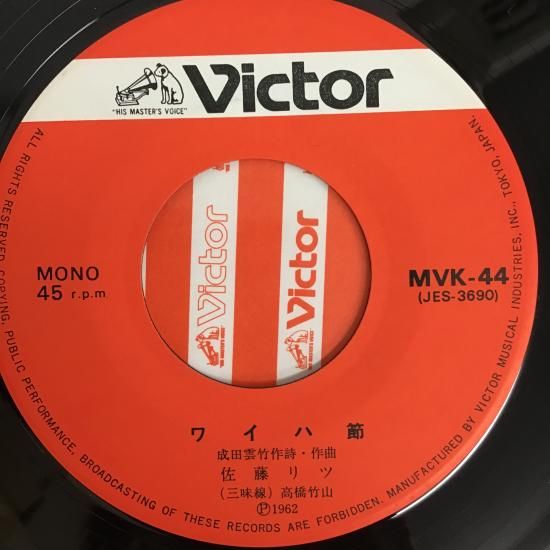 Victor
"HIS MASTER'S VOICE"
MONO
45 r.p.m
MVK-44
(JES-3690)
Victor
Victor
ワイハ節
成田雲竹作詩・作曲
佐藤リツ
(三味線) 高橋竹山
Ⓟ1962
ALL RIGHTS RESERVED. COPYING, PUBLIC PERFORMANCE, BROADCASTING OF THESE RECORDS ARE FORBIDDEN. MANUFACTURED BY VICTOR MUSICAL INDUSTRIES, INC., TOKYO, JAPAN.